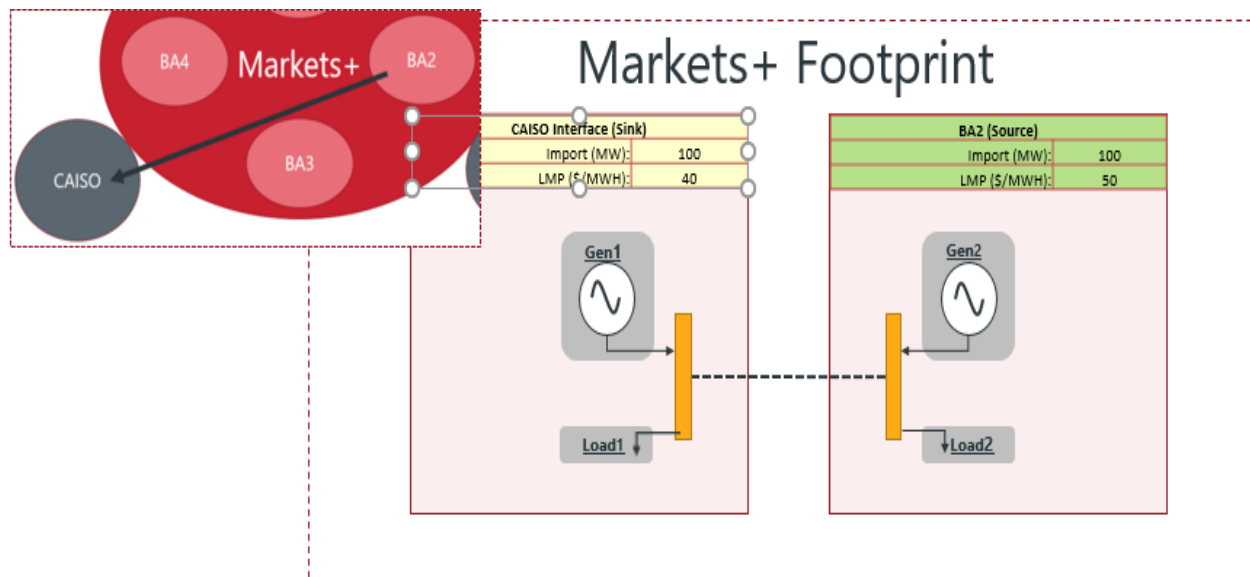 Markets+ Footprint
BA4
Markets+
BA2
BA3
CAISO
CAISO Interface (Sink)
Import (MW): 100
LMP ($/MWH): 40
BA2 (Source)
Import (MW): 100
LMP ($/MWH): 50
Gen1
Load1
Gen2
Load2